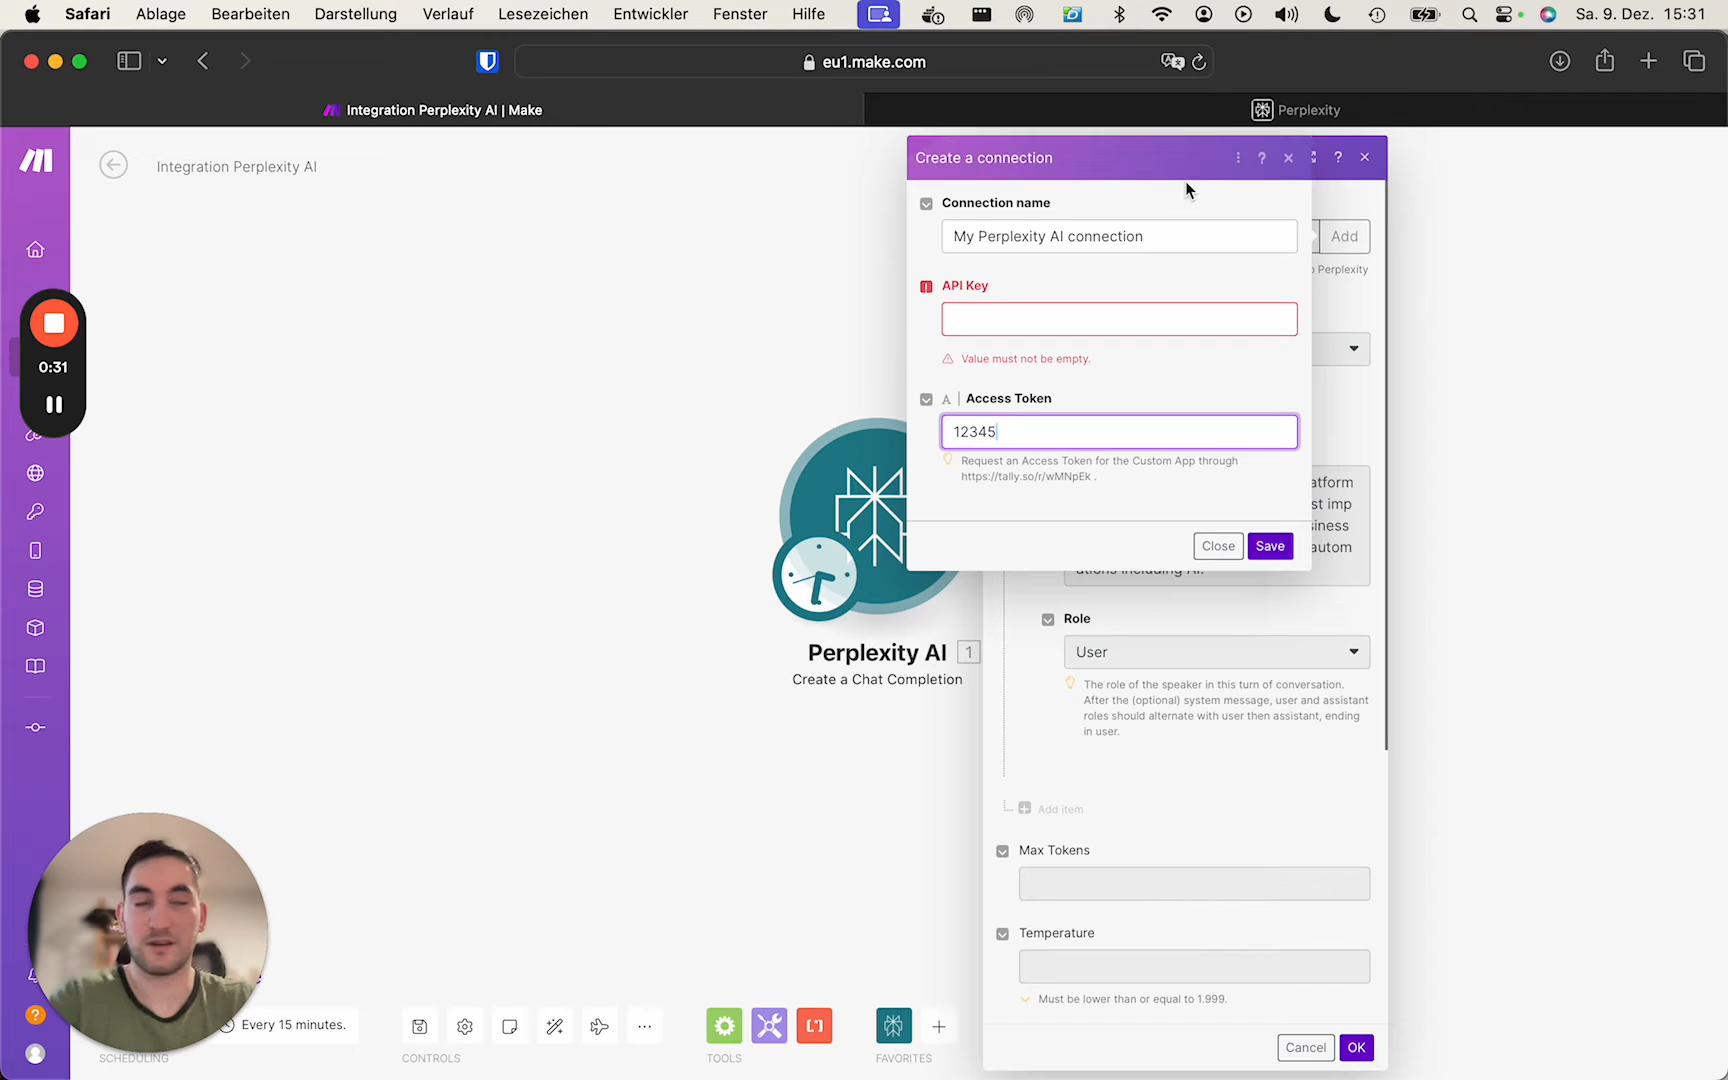 Safari Ablage Bearbeiten Darstellung Verlauf Lesezeichen Entwickler Fenster Hilfe Sa. 9. Dez. 15:31
eu1.make.com
Integration Perplexity AI | Make
Perplexity
Integration Perplexity AI
Create a connection
Connection name
My Perplexity AI connection
Add
Perplexity
API Key
Value must not be empty.
0:31
A | Access Token
12345
Request an Access Token for the Custom App through
https://tally.so/r/wMNpEk .
atform
st imp
siness
autom
Close Save
ations including AI.
Role
User
The role of the speaker in this turn of conversation.
After the (optional) system message, user and assistant
roles should alternate with user then assistant, ending
in user.
Perplexity AI 1
Create a Chat Completion
Add item
Max Tokens
Temperature
Must be lower than or equal to 1.999.
Every 15 minutes.
SCHEDULING
CONTROLS
TOOLS
FAVORITES
Cancel OK